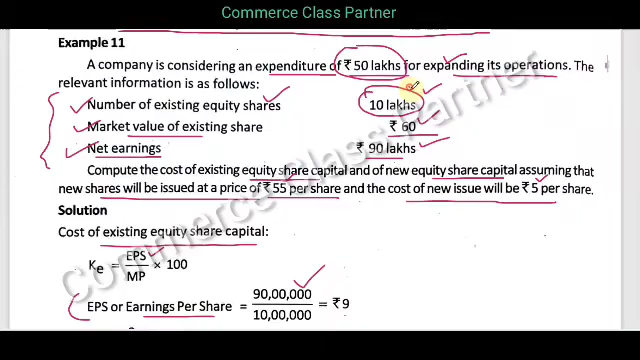 Commerce Class Partner
Example 11
A company is considering an expenditure of ₹ 50 lakhs for expanding its operations. The
relevant information is as follows:
Number of existing equity shares 10 lakhs
Market value of existing share ₹ 60
Net earnings ₹ 90 lakhs
Compute the cost of existing equity share capital and of new equity share capital assuming that
new shares will be issued at a price of ₹ 55 per share and the cost of new issue will be ₹ 5 per share.
Solution
Cost of existing equity share capital:
Ke = EPS/MP × 100
EPS or Earnings Per Share = 90,00,000/10,00,000 = ₹ 9
Commerce Class Partner